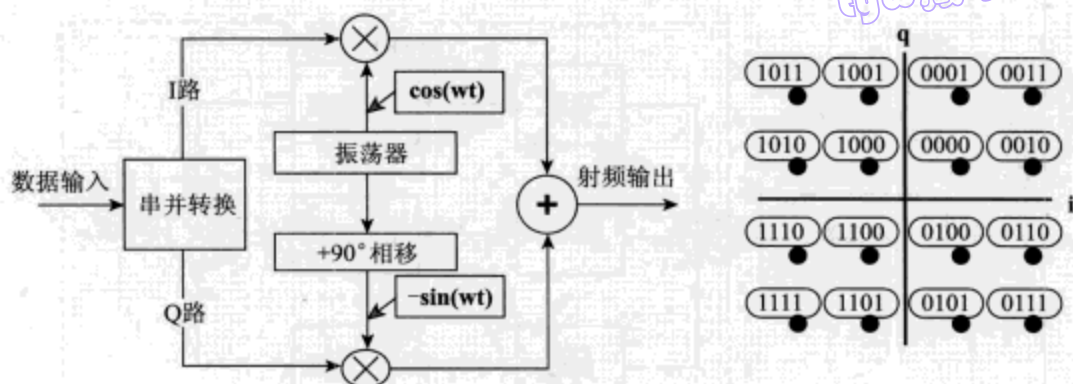 I路
cos(wt)
振荡器
数据输入
串并转换
射频输出
+
+90°相移
-sin(wt)
Q路
q
1011 1001 0001 0011
1010 1000 0000 0010
i
1110 1100 0100 0110
1111 1101 0101 0111